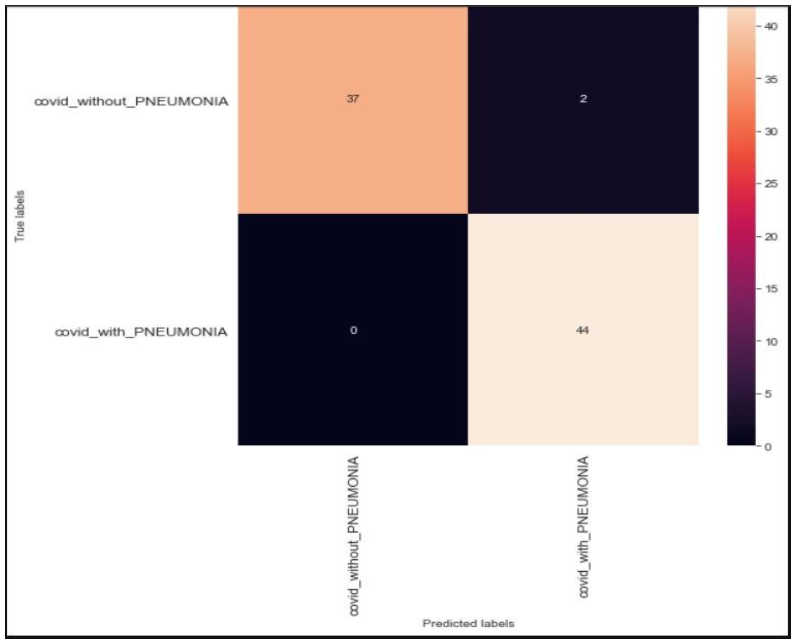 covid_without_PNEUMONIA
37
2
True labels
covid_with_PNEUMONIA
0
44
covid_without_PNEUMONIA
covid_with_PNEUMONIA
Predicted labels
40
35
30
25
20
15
10
5
0